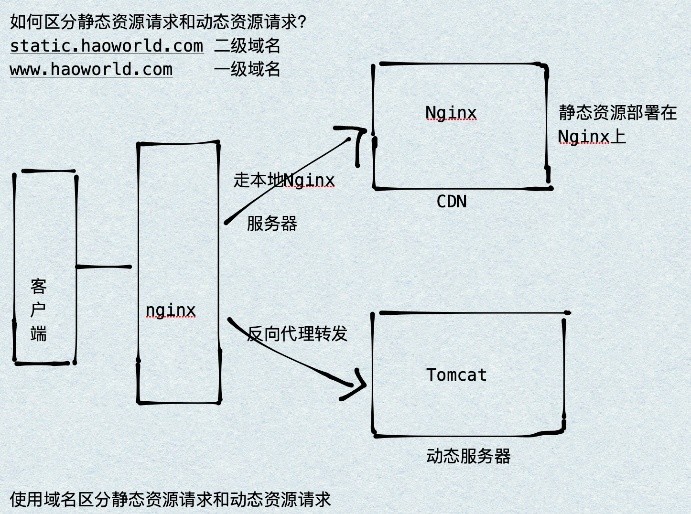 如何区分静态资源请求和动态资源请求?
static.haoworld.com 二级域名
www.haoworld.com 一级域名
Nginx
静态资源部署在
Nginx上
走本地Nginx
服务器
CDN
客
户
端
nginx
反向代理转发
Tomcat
动态服务器
使用域名区分静态资源请求和动态资源请求